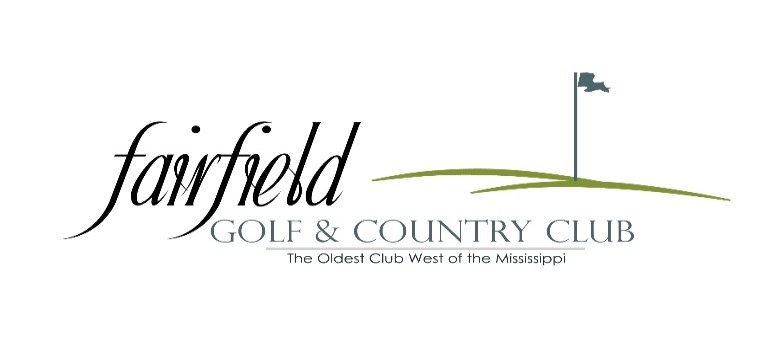 fairfield
GOLF & COUNTRY CLUB
The Oldest Club West of the Mississippi